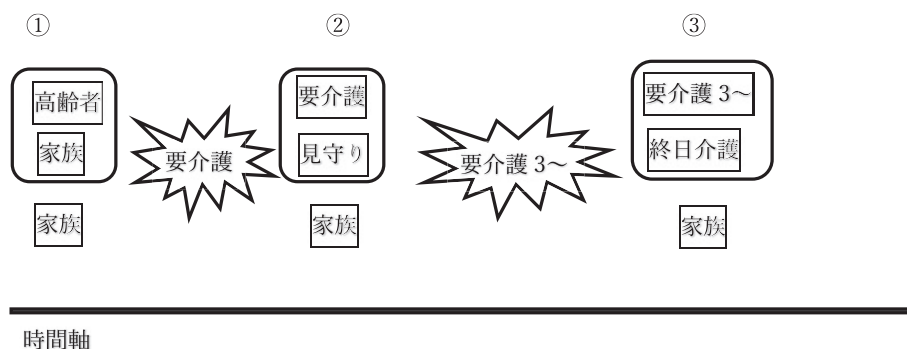 ① ② ③
高齢者
家族
家族
要介護
要介護
見守り
家族
要介護 3～
要介護 3～
終日介護
家族
時間軸